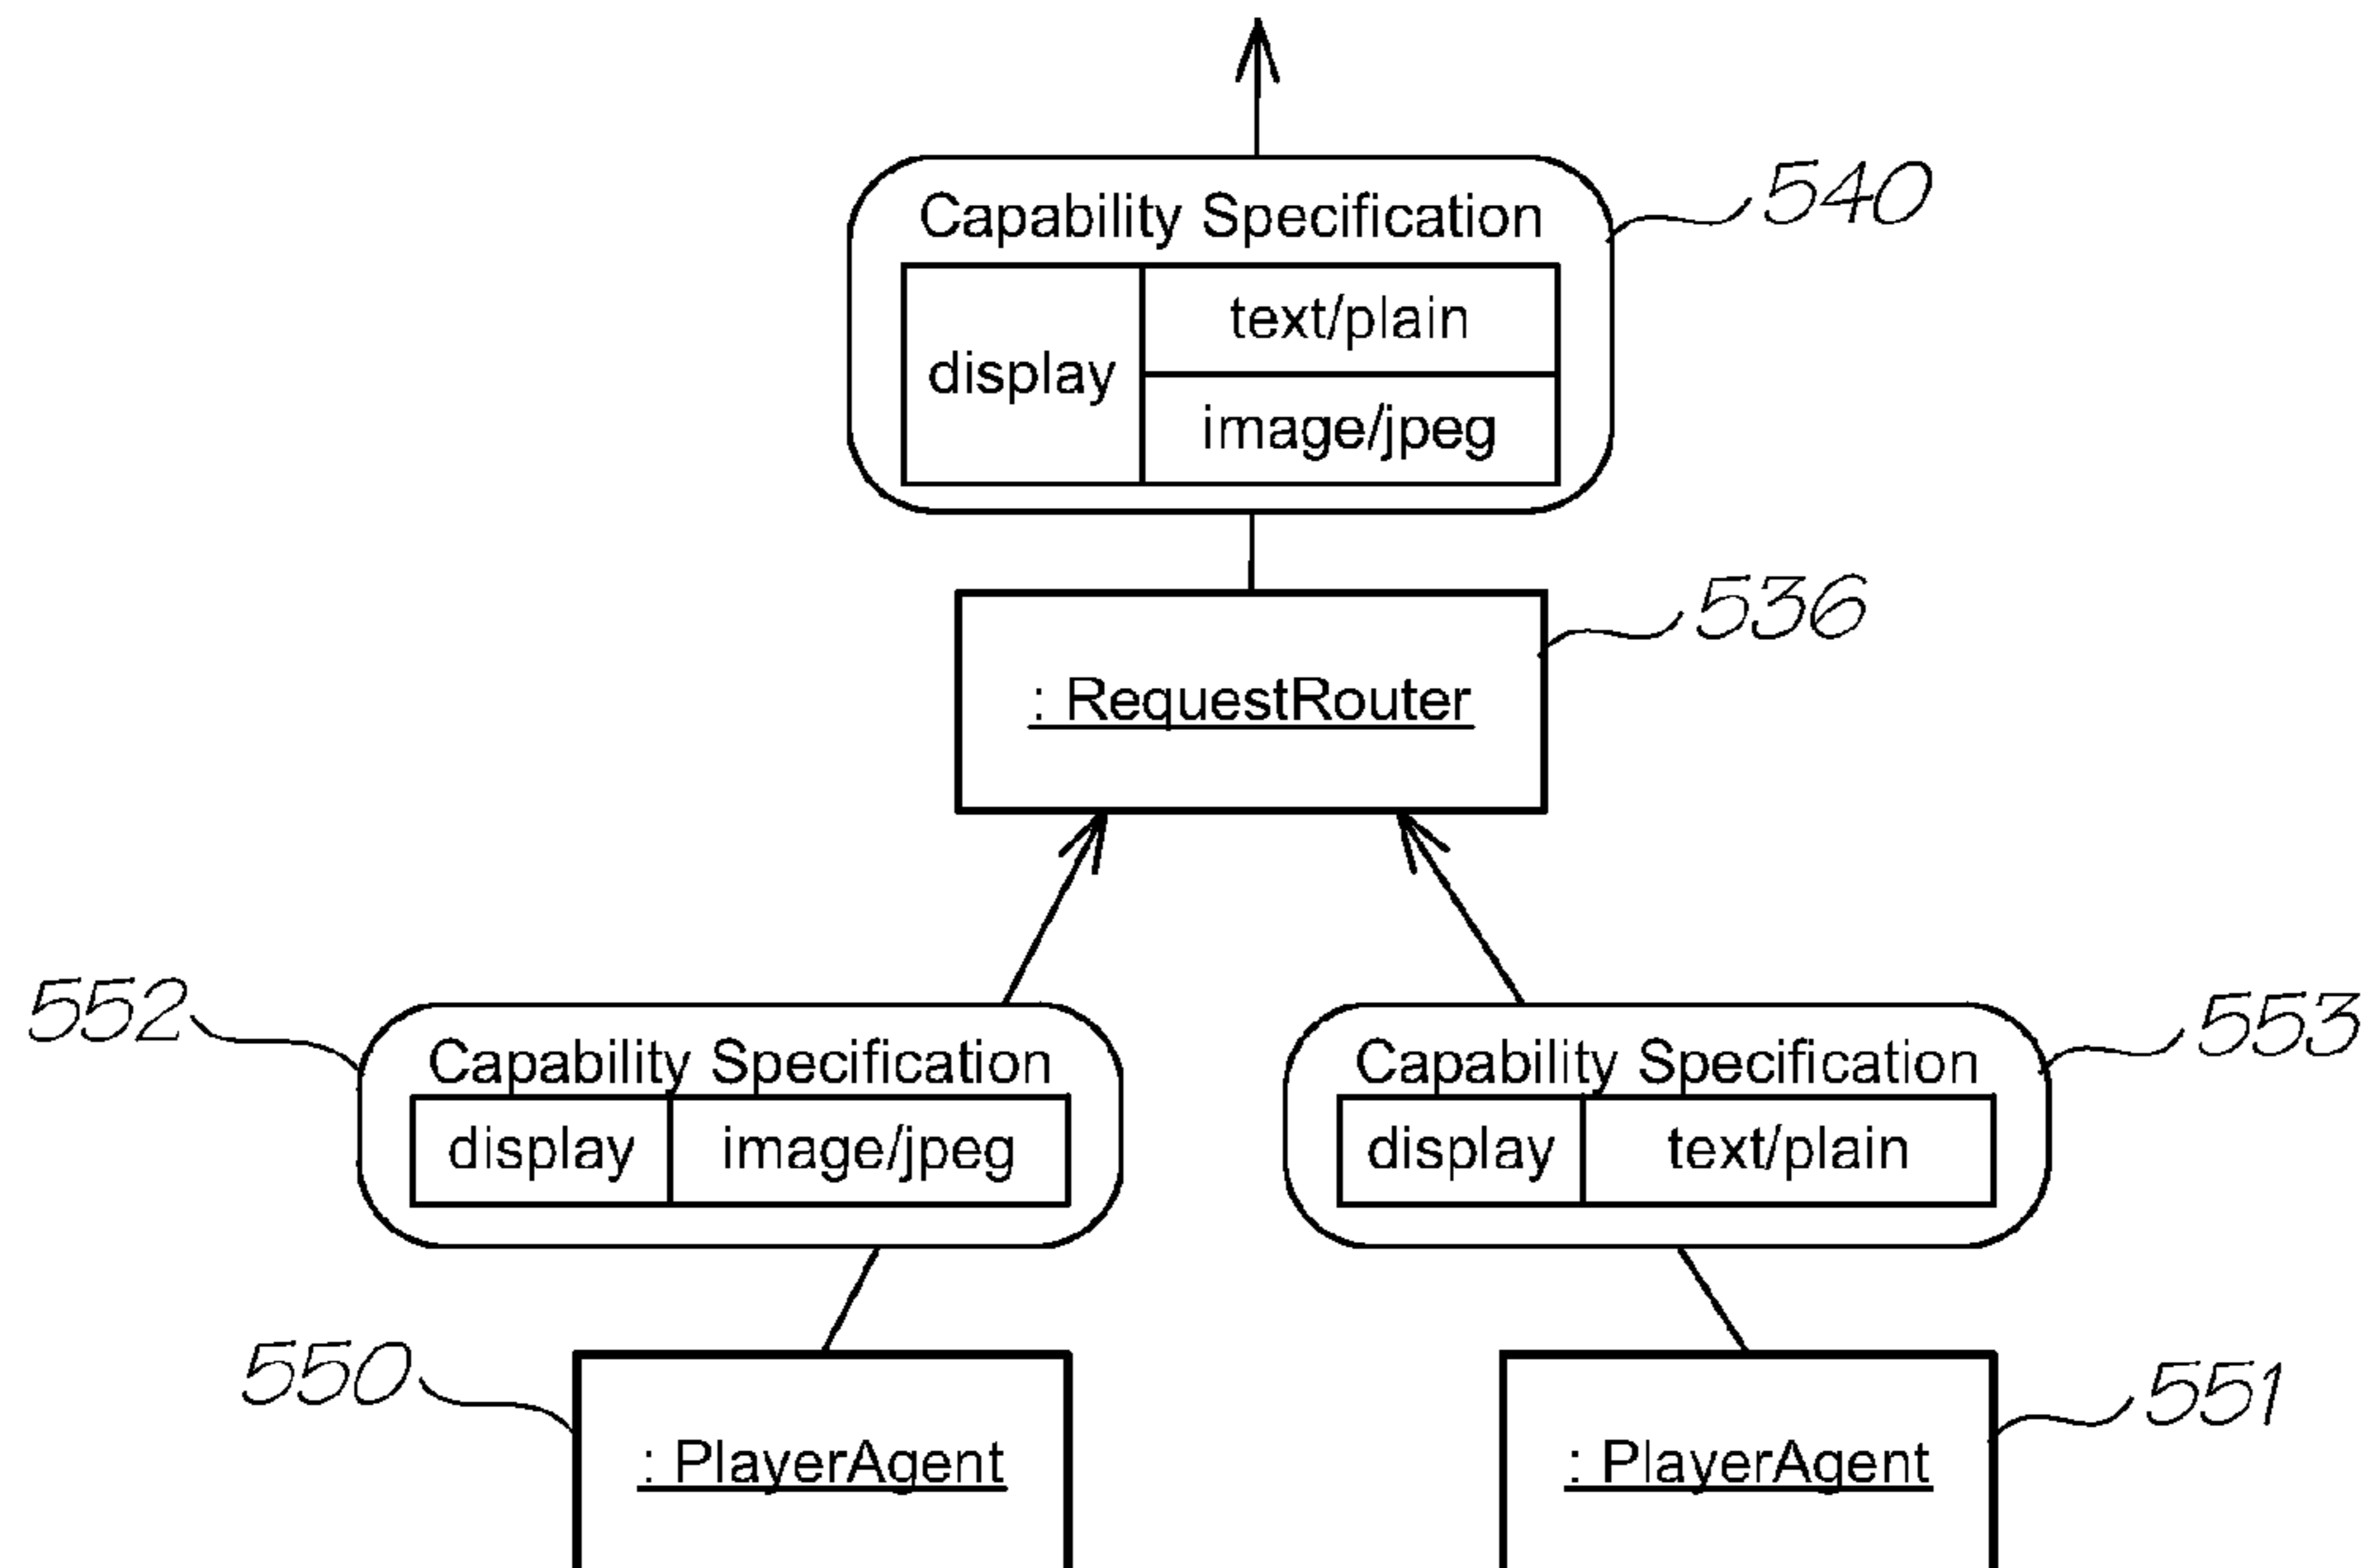 540
Capability Specification
display
text/plain
image/jpeg
536
: RequestRouter
552
553
Capability Specification
display image/jpeg
Capability Specification
display text/plain
550
551
: PlayerAgent
: PlayerAgent